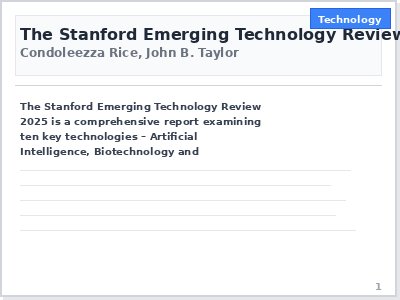 Technology
The Stanford Emerging Technology Review
Condoleezza Rice, John B. Taylor
The Stanford Emerging Technology Review
2025 is a comprehensive report examining
ten key technologies – Artificial
Intelligence, Biotechnology and
1